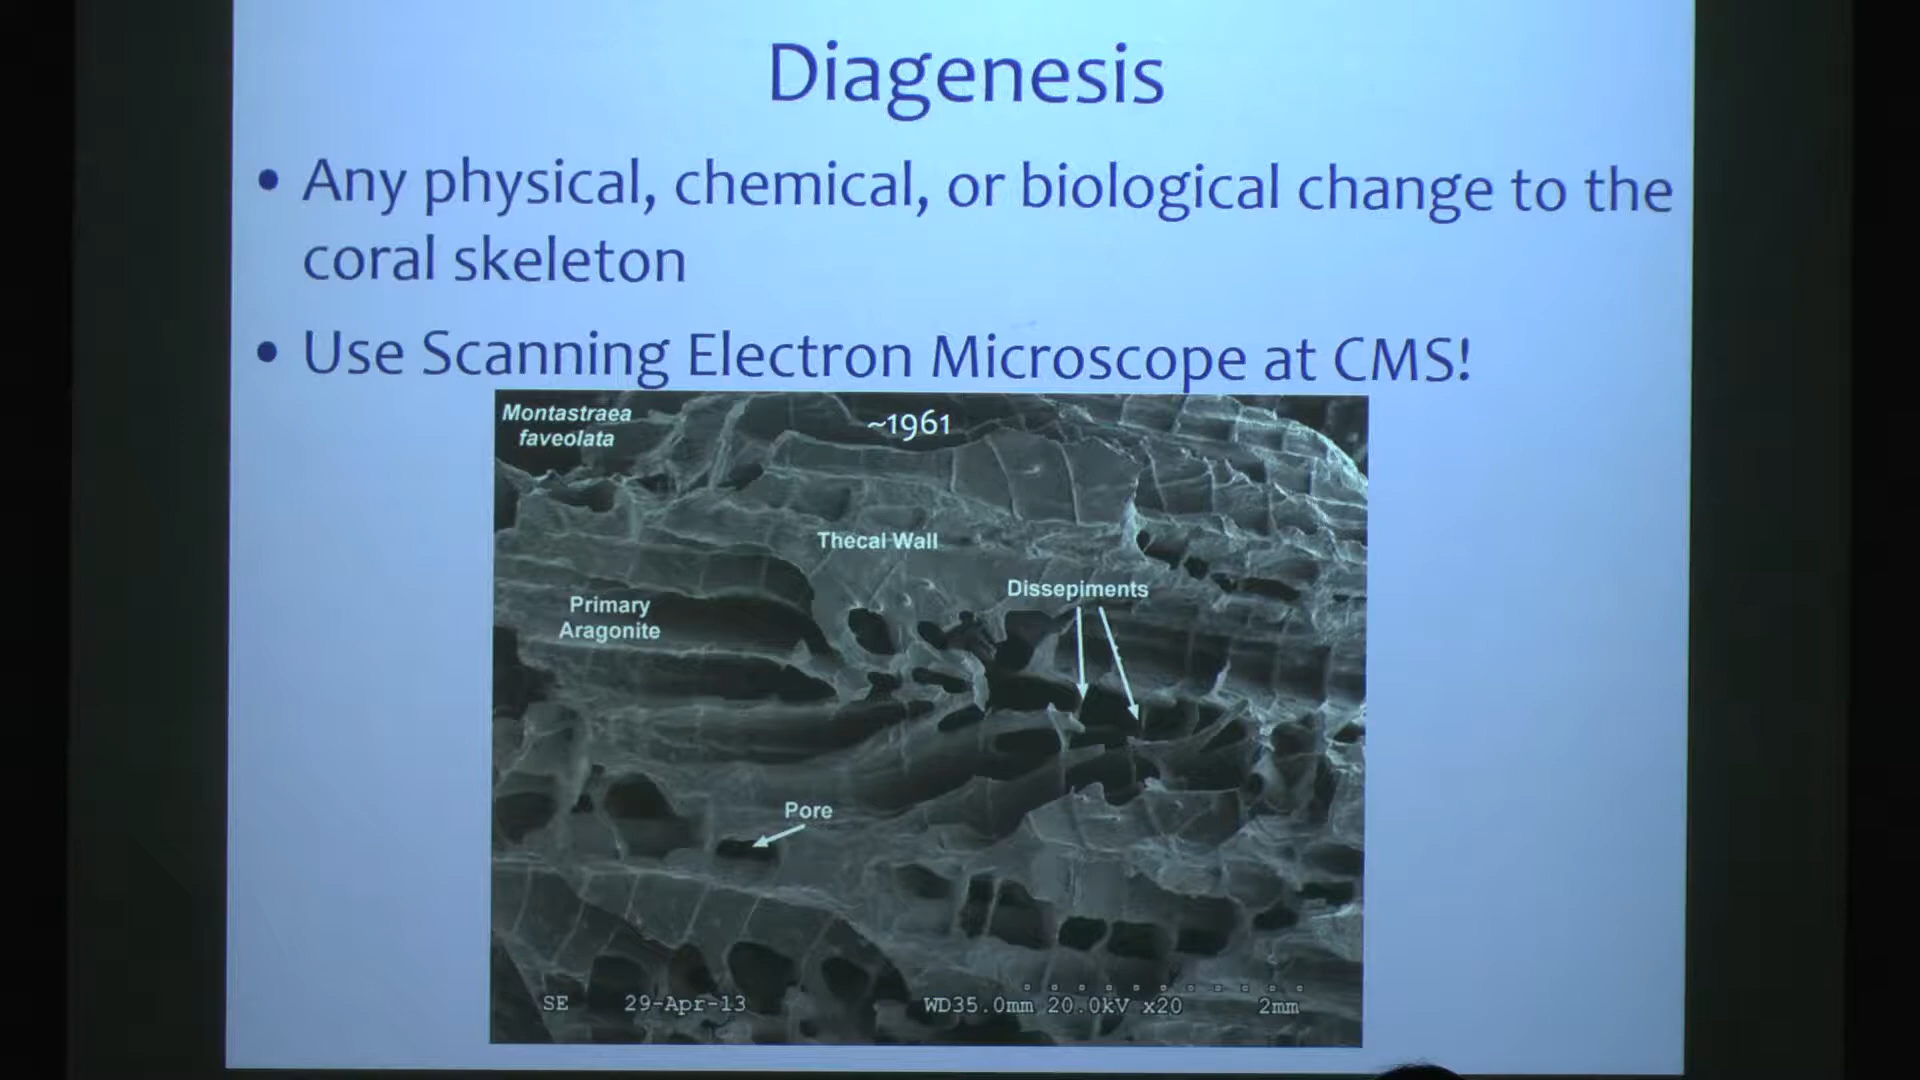 Diagenesis
• Any physical, chemical, or biological change to the
coral skeleton
• Use Scanning Electron Microscope at CMS!
Montastraea
faveolata
~1961
Thecal Wall
Dissepiments
Primary
Aragonite
Pore
SE 29-Apr-13 WD35.0mm 20.0kV x20 2mm